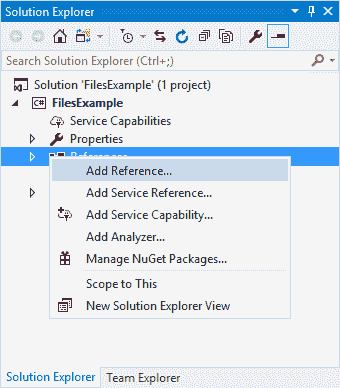 Solution Explorer
Search Solution Explorer (Ctrl+;)
Solution 'FilesExample' (1 project)
C# FilesExample
Service Capabilities
Properties
References
Add Reference...
Add Service Reference...
Add Service Capability...
Add Analyzer...
Manage NuGet Packages...
Scope to This
New Solution Explorer View
Solution Explorer Team Explorer